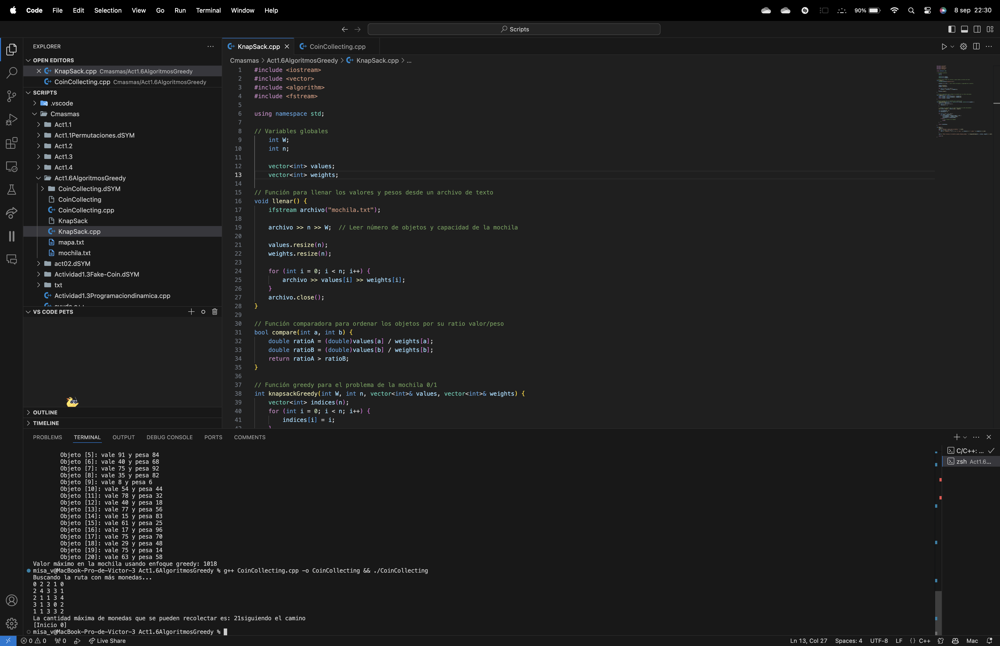 Code File Edit Selection View Go Run Terminal Window Help 90% 8 sep 22:30
Scripts
EXPLORER
OPEN EDITORS
KnapSack.cpp Cmasmas/Act1.6AlgoritmosGreedy
CoinCollecting.cpp Cmasmas/Act1.6AlgoritmosGreedy
SCRIPTS
.vscode
Cmasmas
Act1.1
Act1.1Permutaciones.dSYM
Act1.2
Act1.3
Act1.4
Act1.6AlgoritmosGreedy
CoinCollecting.dSYM
CoinCollecting
CoinCollecting.cpp
KnapSack
KnapSack.cpp
mapa.txt
mochila.txt
act02.dSYM
Actividad1.3Fake-Coin.dSYM
txt
Actividad1.3Programaciondinamica.cpp
VS CODE PETS
OUTLINE
TIMELINE
KnapSack.cpp CoinCollecting.cpp
Cmasmas > Act1.6AlgoritmosGreedy > KnapSack.cpp > ...
1 #include <iostream>
2 #include <vector>
3 #include <algorithm>
4 #include <fstream>
5
6 using namespace std;
7
8 // Variables globales
9 int W;
10 int n;
11
12 vector<int> values;
13 vector<int> weights;
14
15 // Función para llenar los valores y pesos desde un archivo de texto
16 void llenar() {
17 ifstream archivo("mochila.txt");
18
19 archivo >> n >> W; // Leer número de objetos y capacidad de la mochila
20
21 values.resize(n);
22 weights.resize(n);
23
24 for (int i = 0; i < n; i++) {
25 archivo >> values[i] >> weights[i];
26 }
27 archivo.close();
28 }
29
30 // Función comparadora para ordenar los objetos por su ratio valor/peso
31 bool compare(int a, int b) {
32 double ratioA = (double)values[a] / weights[a];
33 double ratioB = (double)values[b] / weights[b];
34 return ratioA > ratioB;
35 }
36
37 // Función greedy para el problema de la mochila 0/1
38 int knapsackGreedy(int W, int n, vector<int>& values, vector<int>& weights) {
39 vector<int> indices(n);
40 for (int i = 0; i < n; i++) {
41 indices[i] = i;
42 }
PROBLEMS TERMINAL OUTPUT DEBUG CONSOLE PORTS COMMENTS
Objeto [5]: vale 91 y pesa 84
Objeto [6]: vale 40 y pesa 68
Objeto [7]: vale 75 y pesa 92
Objeto [8]: vale 35 y pesa 82
Objeto [9]: vale 8 y pesa 6
Objeto [10]: vale 54 y pesa 44
Objeto [11]: vale 78 y pesa 32
Objeto [12]: vale 40 y pesa 18
Objeto [13]: vale 77 y pesa 56
Objeto [14]: vale 15 y pesa 83
Objeto [15]: vale 61 y pesa 25
Objeto [16]: vale 17 y pesa 96
Objeto [17]: vale 75 y pesa 70
Objeto [18]: vale 29 y pesa 48
Objeto [19]: vale 75 y pesa 14
Objeto [20]: vale 63 y pesa 58
Valor máximo en la mochila usando enfoque greedy: 1018
misa_v@MacBook-Pro-de-Victor-3 Act1.6AlgoritmosGreedy % g++ CoinCollecting.cpp -o CoinCollecting && ./CoinCollecting
Buscando la ruta con más monedas...
0 2 2 1 0
2 4 3 3 1
2 1 1 3 4
3 1 3 0 2
1 1 3 3 2
La cantidad máxima de monedas que se pueden recolectar es: 21siguiendo el camino
[Inicio 0]
misa_v@MacBook-Pro-de-Victor-3 Act1.6AlgoritmosGreedy %
C/C++: ...
zsh Act1.6...
0 0 0 Live Share Ln 13, Col 27 Spaces: 4 UTF-8 LF {} C++ Mac